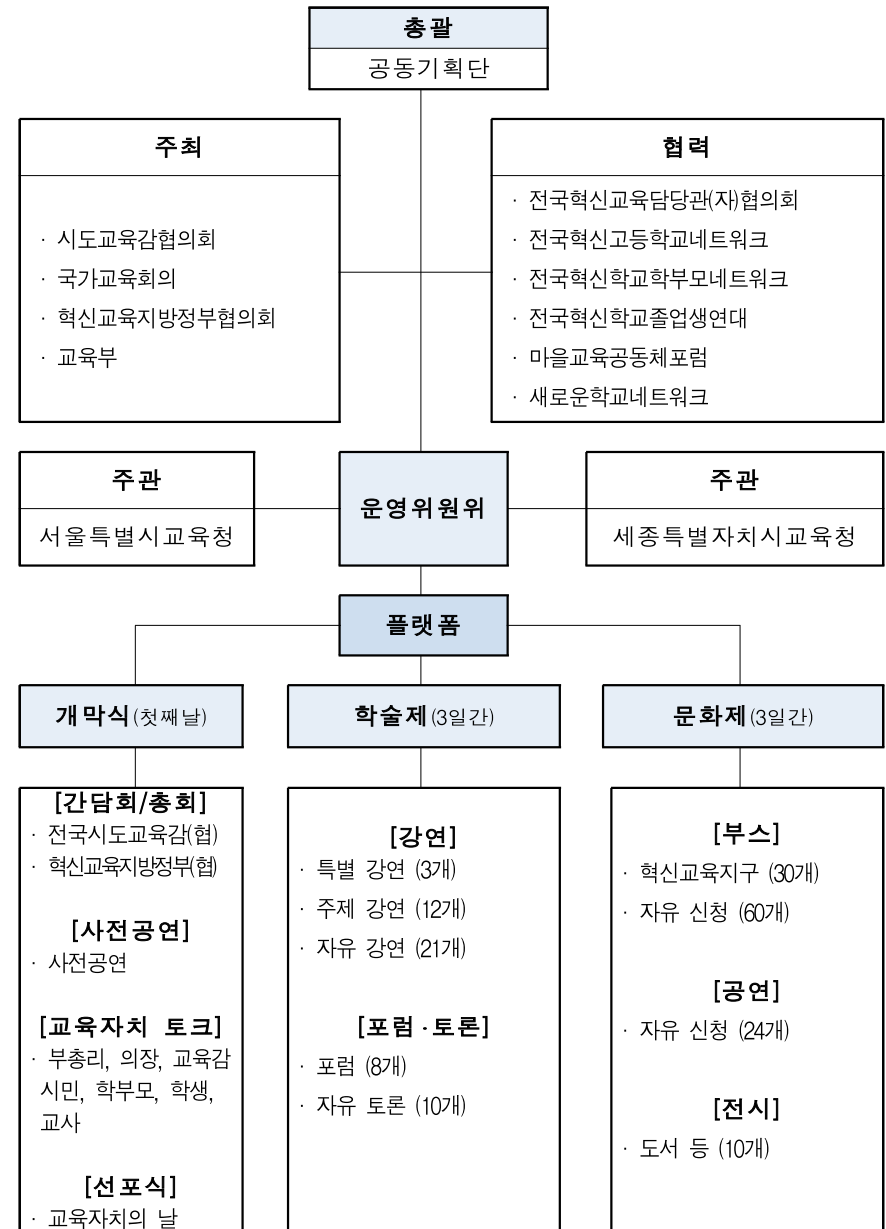 총괄
공동기획단
주최
· 시도교육감협의회
· 국가교육회의
· 혁신교육지방정부협의회
· 교육부
협력
· 전국혁신교육담당관(자)협의회
· 전국혁신고등학교네트워크
· 전국혁신학교학부모네트워크
· 전국혁신학교졸업생연대
· 마을교육공동체포럼
· 새로운학교네트워크
주관
서울특별시교육청
운영위원위
주관
세종특별자치시교육청
플랫폼
개막식(첫째날)
[간담회/총회]
· 전국시도교육감(협)
· 혁신교육지방정부(협)
[사전공연]
· 사전공연
[교육자치 토크]
· 부총리, 의장, 교육감
시민, 학부모, 학생,
교사
[선포식]
· 교육자치의 날
학술제(3일간)
[강연]
· 특별 강연 (3개)
· 주제 강연 (12개)
· 자유 강연 (21개)
[포럼·토론]
· 포럼 (8개)
· 자유 토론 (10개)
문화제(3일간)
[부스]
· 혁신교육지구 (30개)
· 자유 신청 (60개)
[공연]
· 자유 신청 (24개)
[전시]
· 도서 등 (10개)